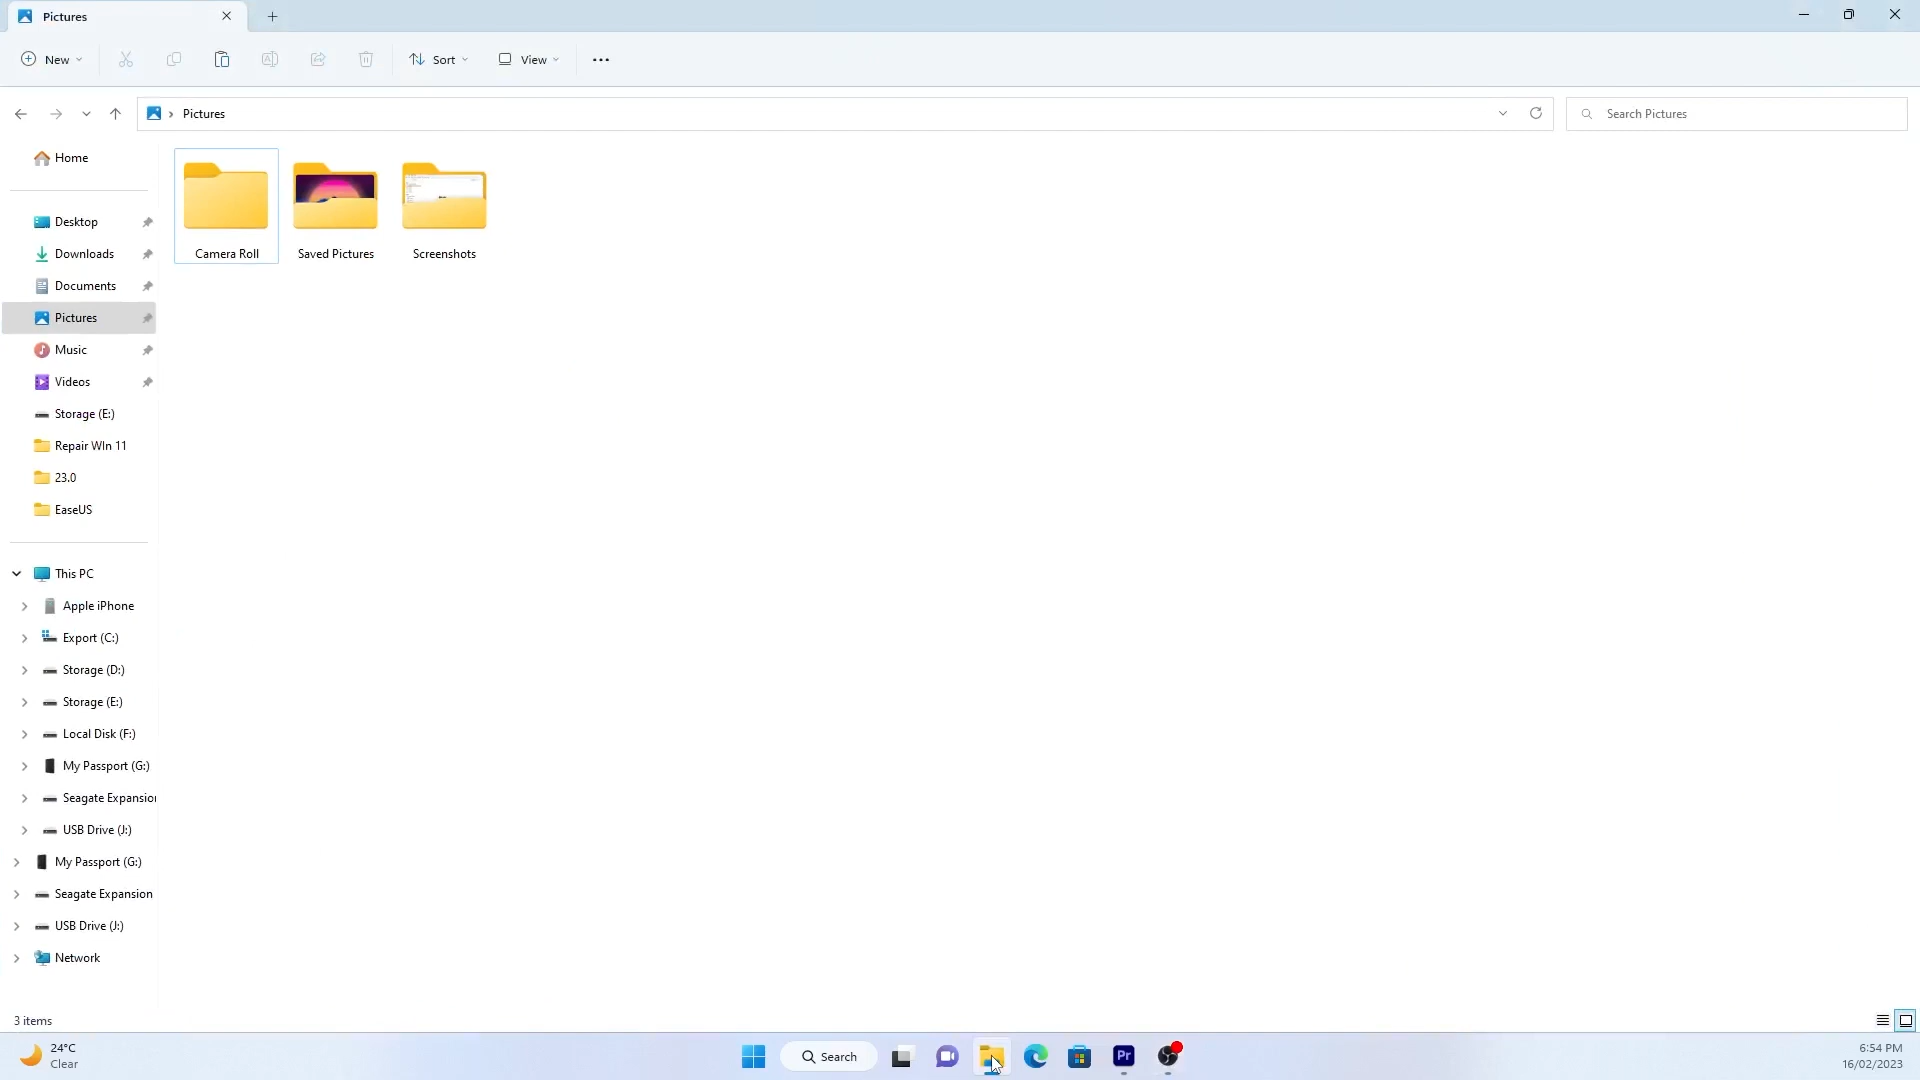 Pictures
New
Sort
View
Pictures
Search Pictures
Home
Desktop
Downloads
Documents
Pictures
Music
Videos
Storage (E:)
Repair WIn 11
23.0
EaseUS
This PC
Apple iPhone
Export (C:)
Storage (D:)
Storage (E:)
Local Disk (F:)
My Passport (G:)
Seagate Expansion
USB Drive (J:)
My Passport (G:)
Seagate Expansion
USB Drive (J:)
Network
Camera Roll
Saved Pictures
Screenshots
3 items
24°C
Clear
Search
Pr
6:54 PM
16/02/2023